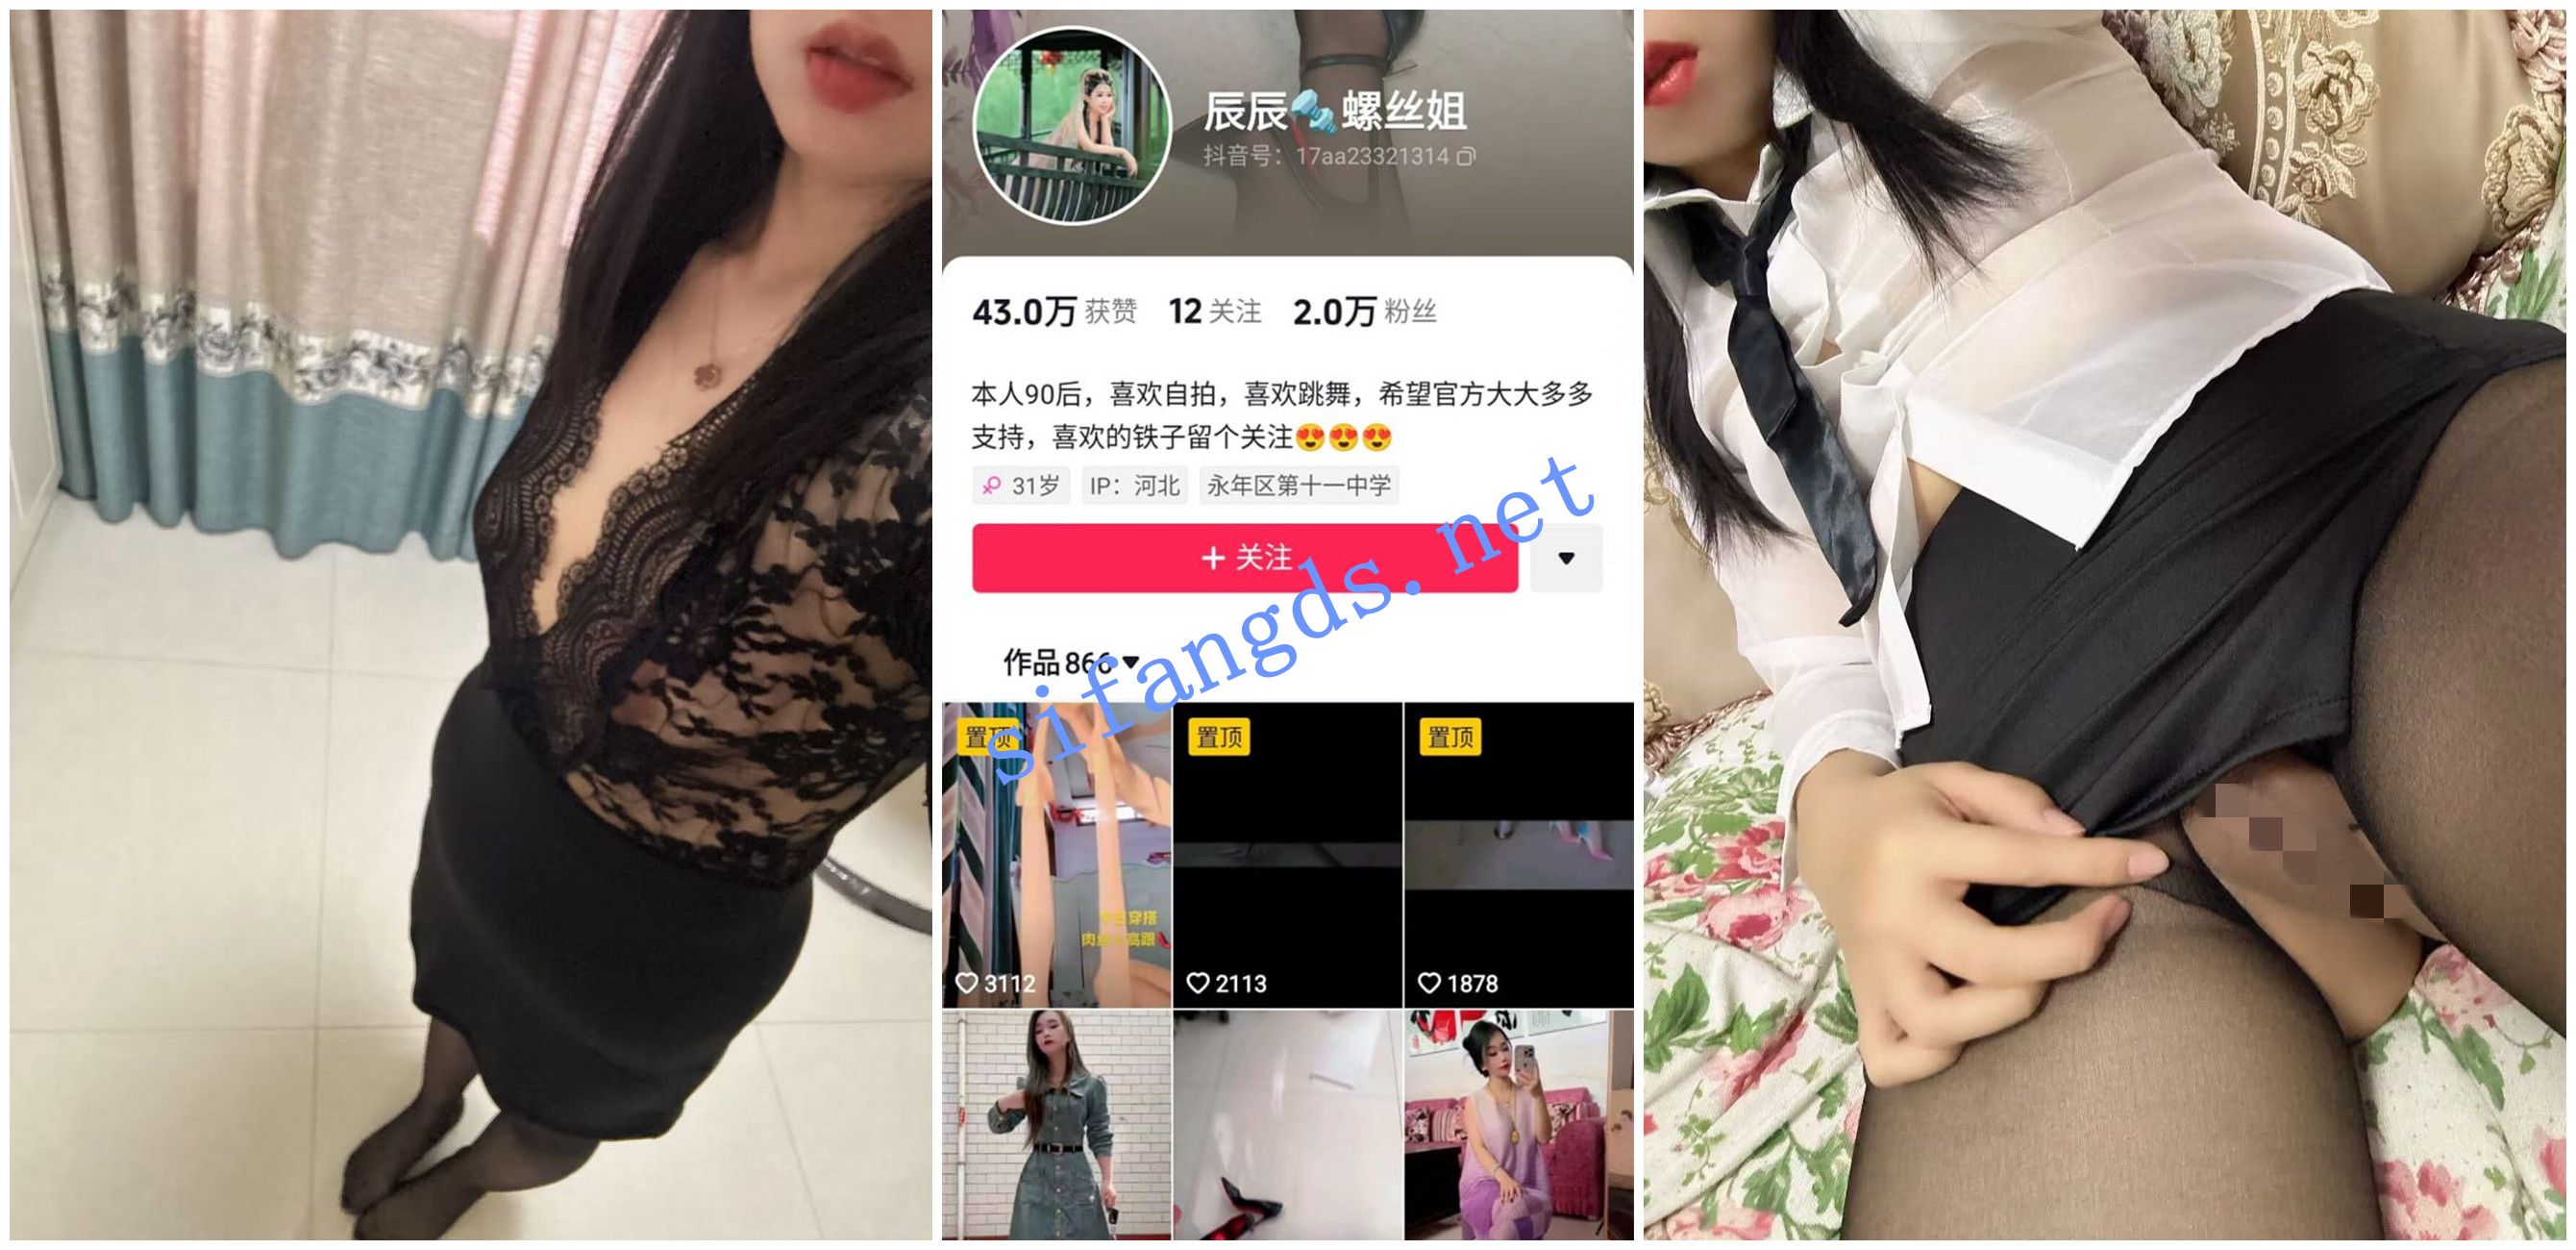 辰辰🔩螺丝姐
抖音号：17aa23321314
43.0万 获赞 12 关注 2.0万 粉丝
本人90后，喜欢自拍，喜欢跳舞，希望官方大大多多
支持，喜欢的铁子留个关注😍😍😍
31岁 IP：河北 永年区第十一中学
+ 关注
作品 866
置顶 置顶 置顶
穿搭
高跟
3112 2113 1878
sifangds.net